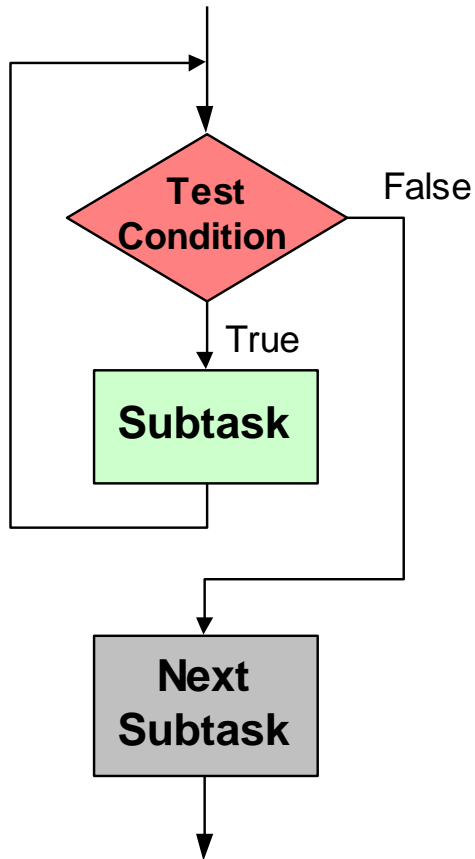 Test
Condition
False
True
Subtask
Next
Subtask